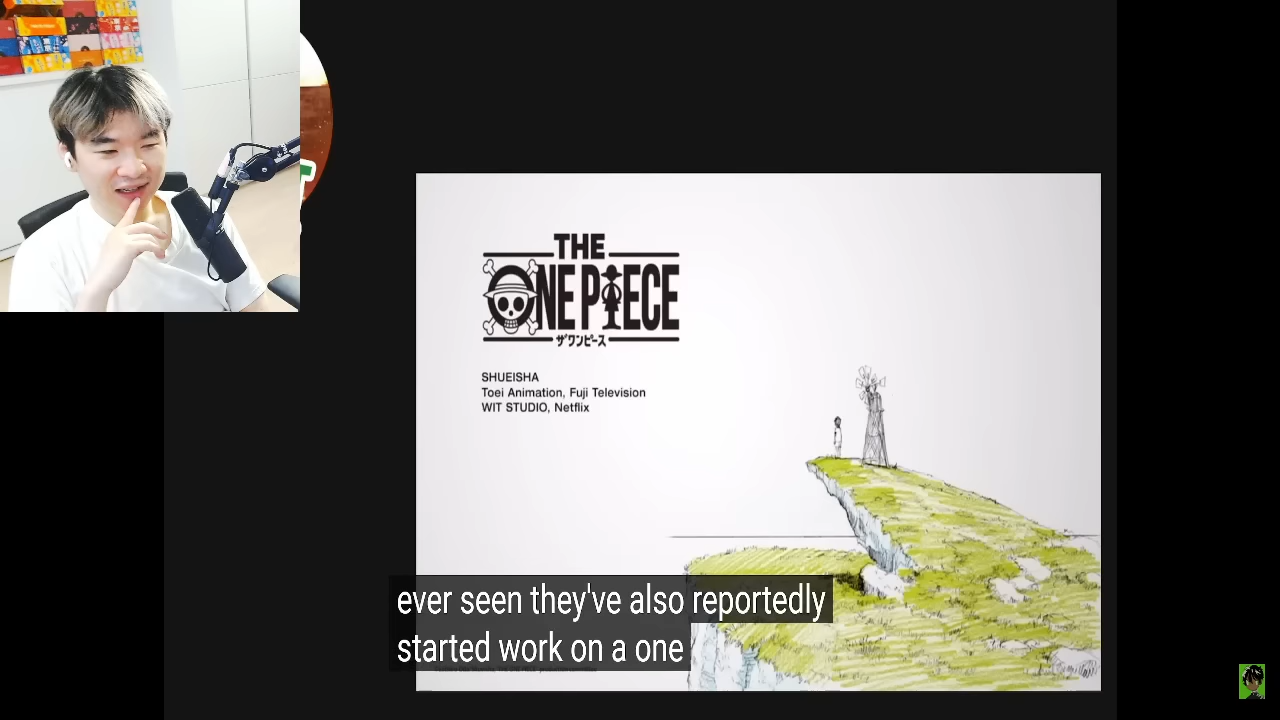 THE
ONE PIECE
ザワンピース
SHUEISHA
Toei Animation, Fuji Television
WIT STUDIO, Netflix
ever seen they've also reportedly
started work on a one